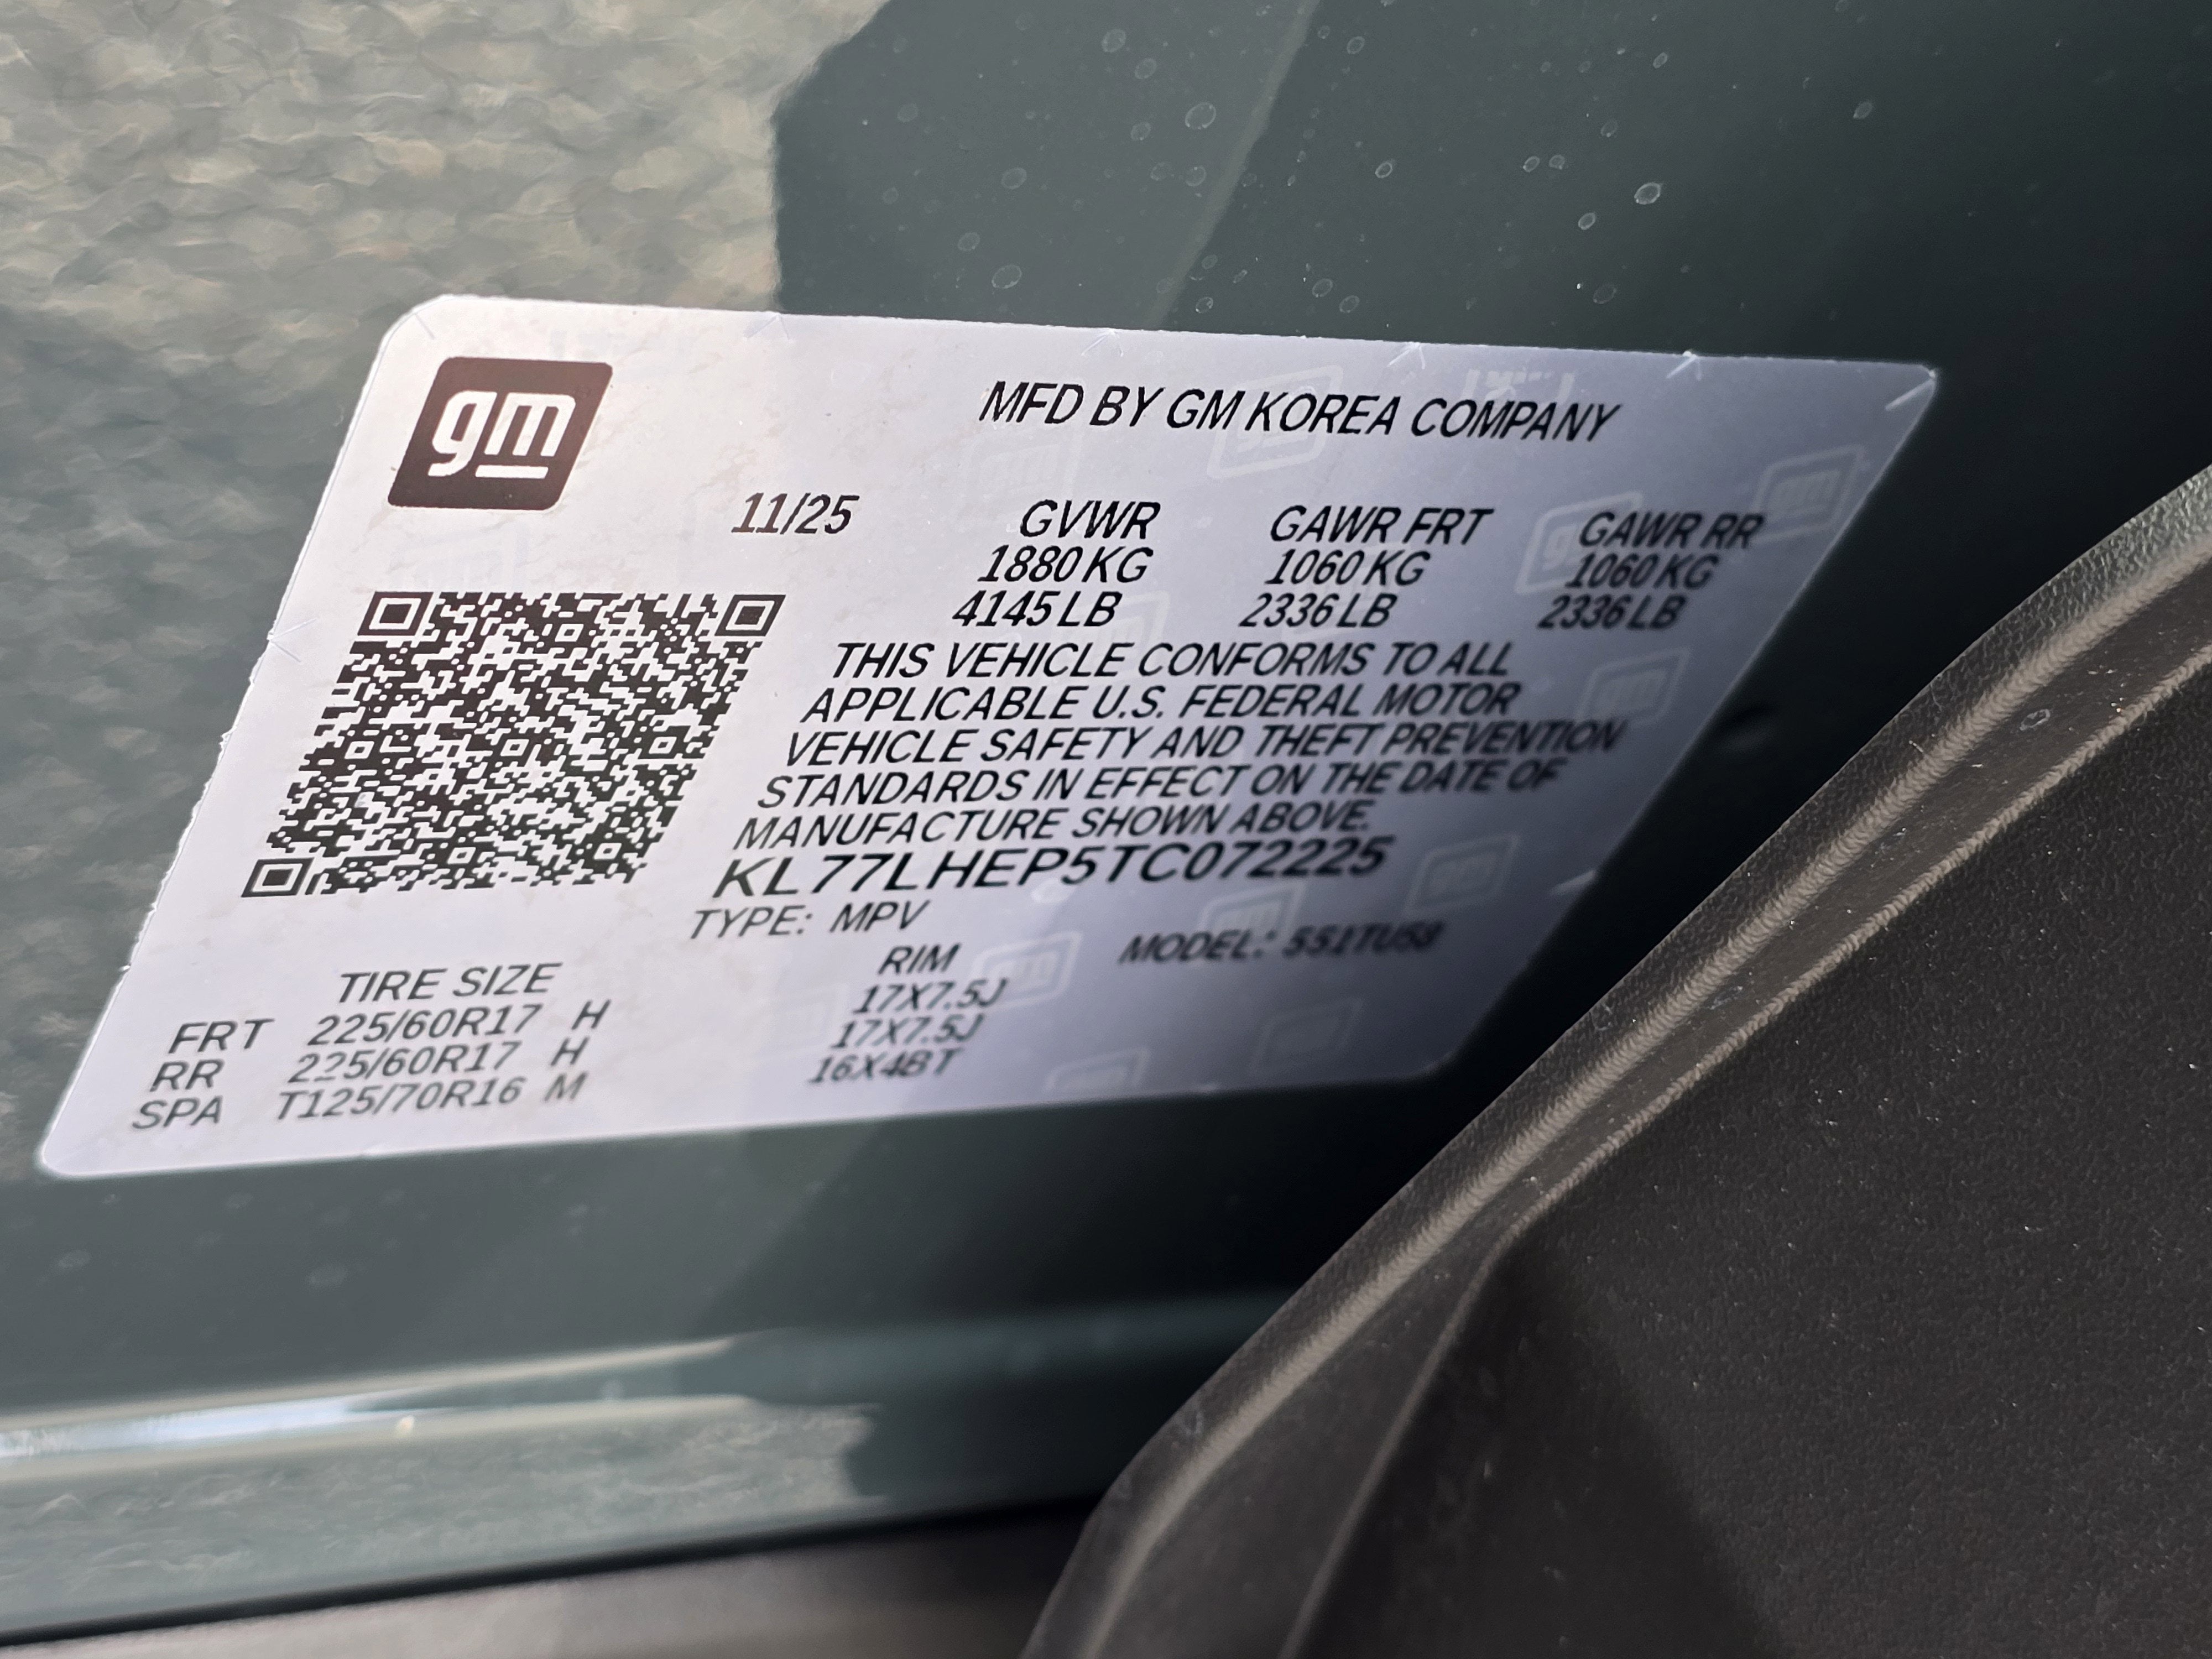 gm
MFD BY GM KOREA COMPANY
11/25 GVWR GAWR FRT GAWR RR
1880 KG 1060 KG 1060 KG
4145 LB 2336 LB 2336 LB
THIS VEHICLE CONFORMS TO ALL
APPLICABLE U.S. FEDERAL MOTOR
VEHICLE SAFETY AND THEFT PREVENTION
STANDARDS IN EFFECT ON THE DATE OF
MANUFACTURE SHOWN ABOVE.
KL77LHEP5TC072225
TYPE: MPV MODEL:
TIRE SIZE RIM
FRT 225/60R17 H 17X7.5J
RR 225/60R17 H 17X7.5J
SPA T125/70R16 M 16X4BT